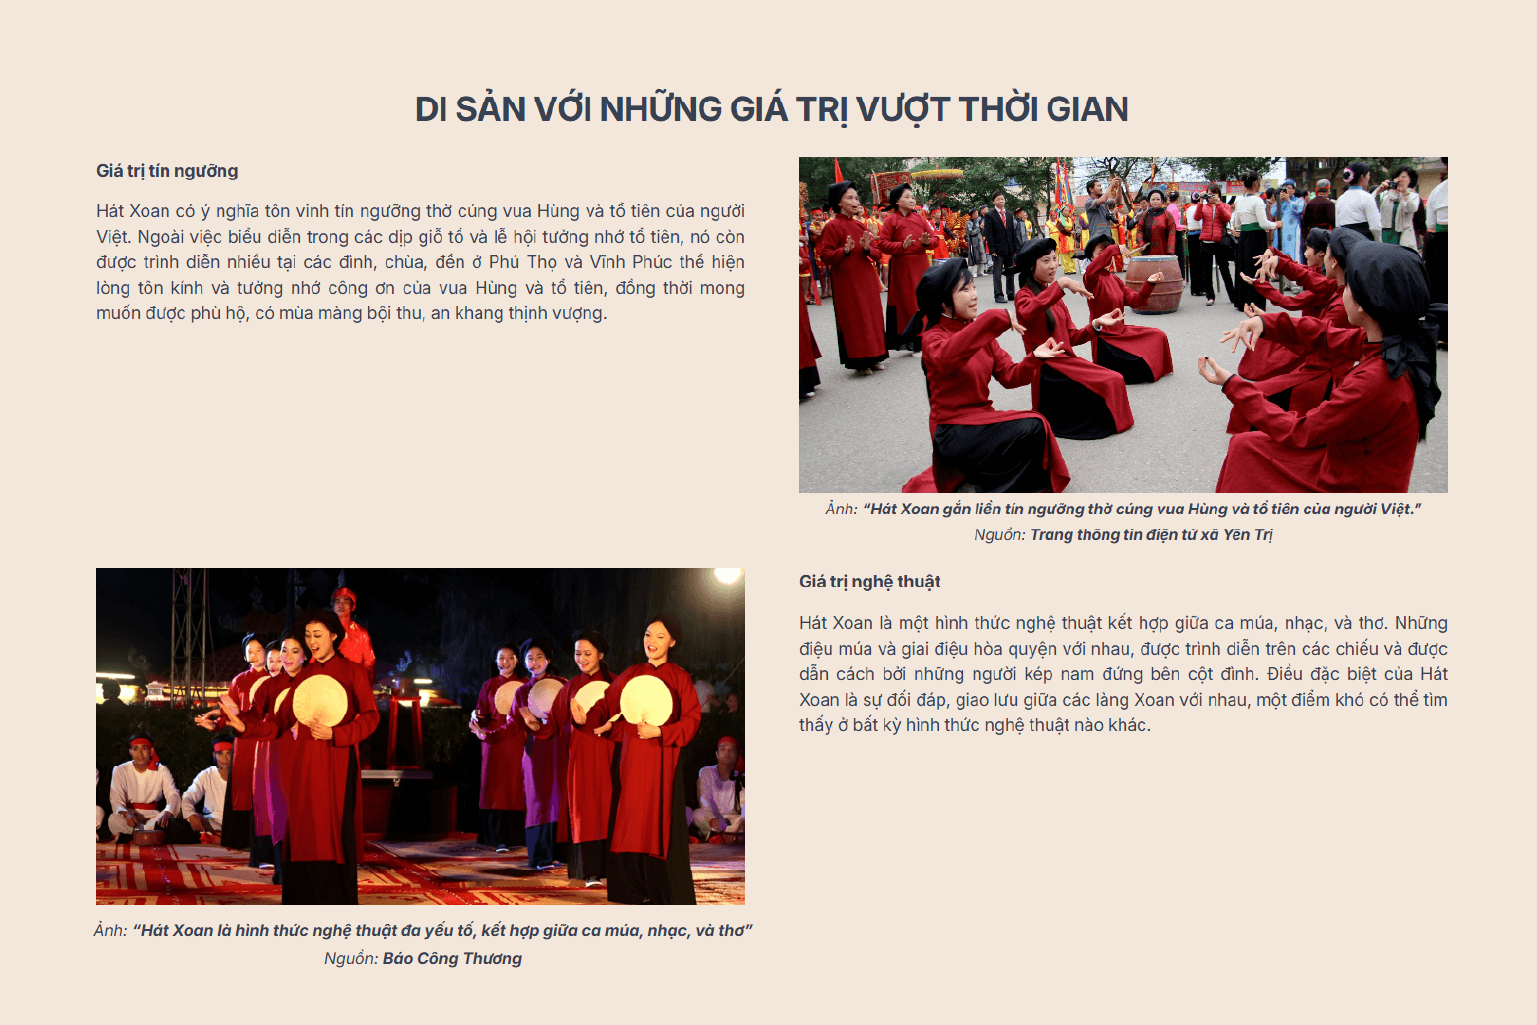 DI SẢN VỚI NHỮNG GIÁ TRỊ VƯỢT THỜI GIAN
Giá trị tín ngưỡng
Hát Xoan có ý nghĩa tôn vinh tín ngưỡng thờ cúng vua Hùng và tổ tiên của người
Việt. Ngoài việc biểu diễn trong các dịp giỗ tổ và lễ hội tưởng nhớ tổ tiên, nó còn
được trình diễn nhiều tại các đình, chùa, đền ở Phú Thọ và Vĩnh Phúc thể hiện
lòng tôn kính và tưởng nhớ công ơn của vua Hùng và tổ tiên, đồng thời mong
muốn được phù hộ, có mùa màng bội thu, an khang thịnh vượng.
Ảnh: “Hát Xoan gắn liền tín ngưỡng thờ cúng vua Hùng và tổ tiên của người Việt.”
Nguồn: Trang thông tin điện tử xã Yên Trị
Ảnh: “Hát Xoan là hình thức nghệ thuật đa yếu tố, kết hợp giữa ca múa, nhạc, và thơ”
Nguồn: Báo Công Thương
Giá trị nghệ thuật
Hát Xoan là một hình thức nghệ thuật kết hợp giữa ca múa, nhạc, và thơ. Những
điệu múa và giai điệu hòa quyện với nhau, được trình diễn trên các chiếu và được
dẫn cách bởi những người kép nam đứng bên cột đình. Điều đặc biệt của Hát
Xoan là sự đối đáp, giao lưu giữa các làng Xoan với nhau, một điểm khó có thể tìm
thấy ở bất kỳ hình thức nghệ thuật nào khác.